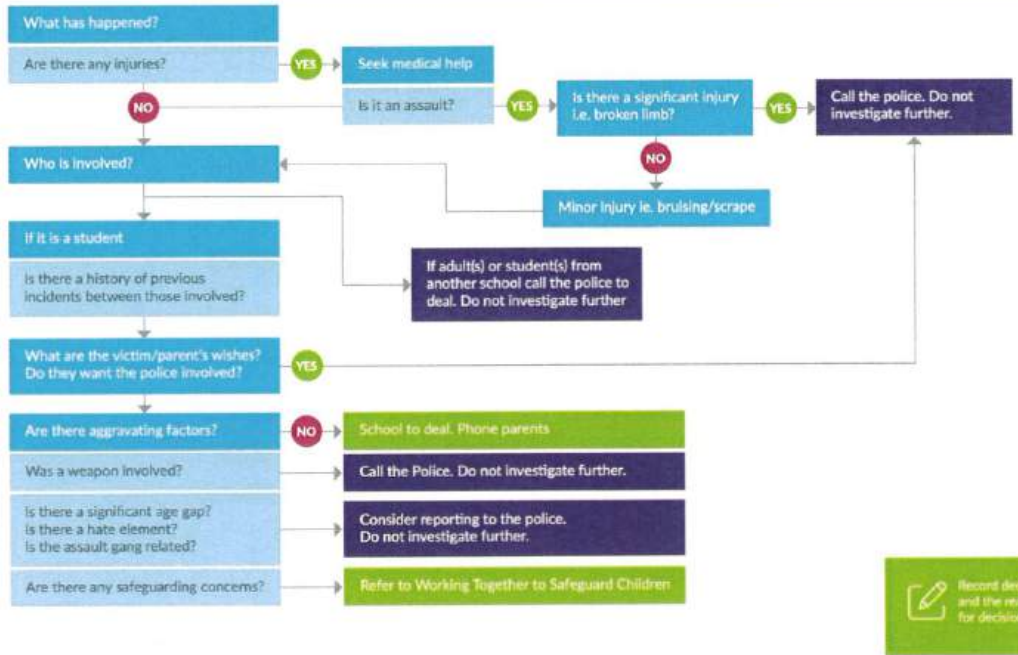 What has happened?
Are there any injuries?
YES
Seek medical help
NO
Is it an assault?
YES
Is there a significant injury
i.e. broken limb?
YES
Call the police. Do not
investigate further.
NO
Who is involved?
Minor Injury ie. bruising/scrape
If it is a student
Is there a history of previous
incidents between those involved?
If adult(s) or student(s) from
another school call the police to
deal. Do not investigate further
What are the victim/parent's wishes?
Do they want the police involved?
YES
Are there aggravating factors?
NO
School to deal. Phone parents
Was a weapon involved?
Call the Police. Do not investigate further.
Is there a significant age gap?
Is there a hate element?
Is the assault gang related?
Consider reporting to the police.
Do not investigate further.
Are there any safeguarding concerns?
Refer to Working Together to Safeguard Children
Record
and the
for